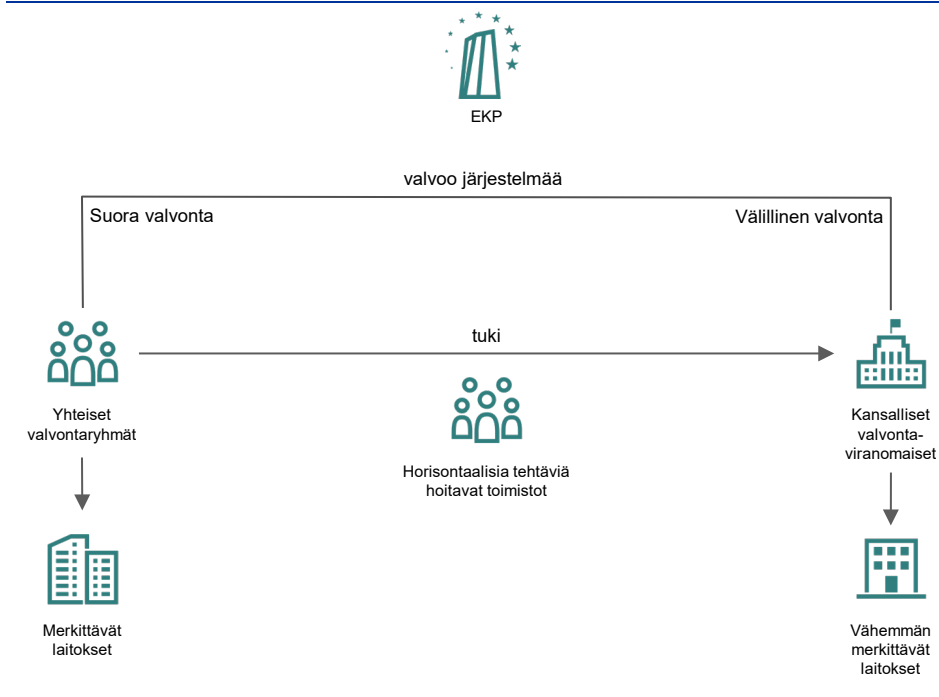 EKP
valvoo järjestelmää
Suora valvonta
Välillinen valvonta
tuki
Yhteiset
valvontaryhmät
Kansalliset
valvonta-
viranomaiset
Horisontaalisia tehtäviä
hoitavat toimistot
Merkittävät
laitokset
Vähemmän
merkittävät
laitokset